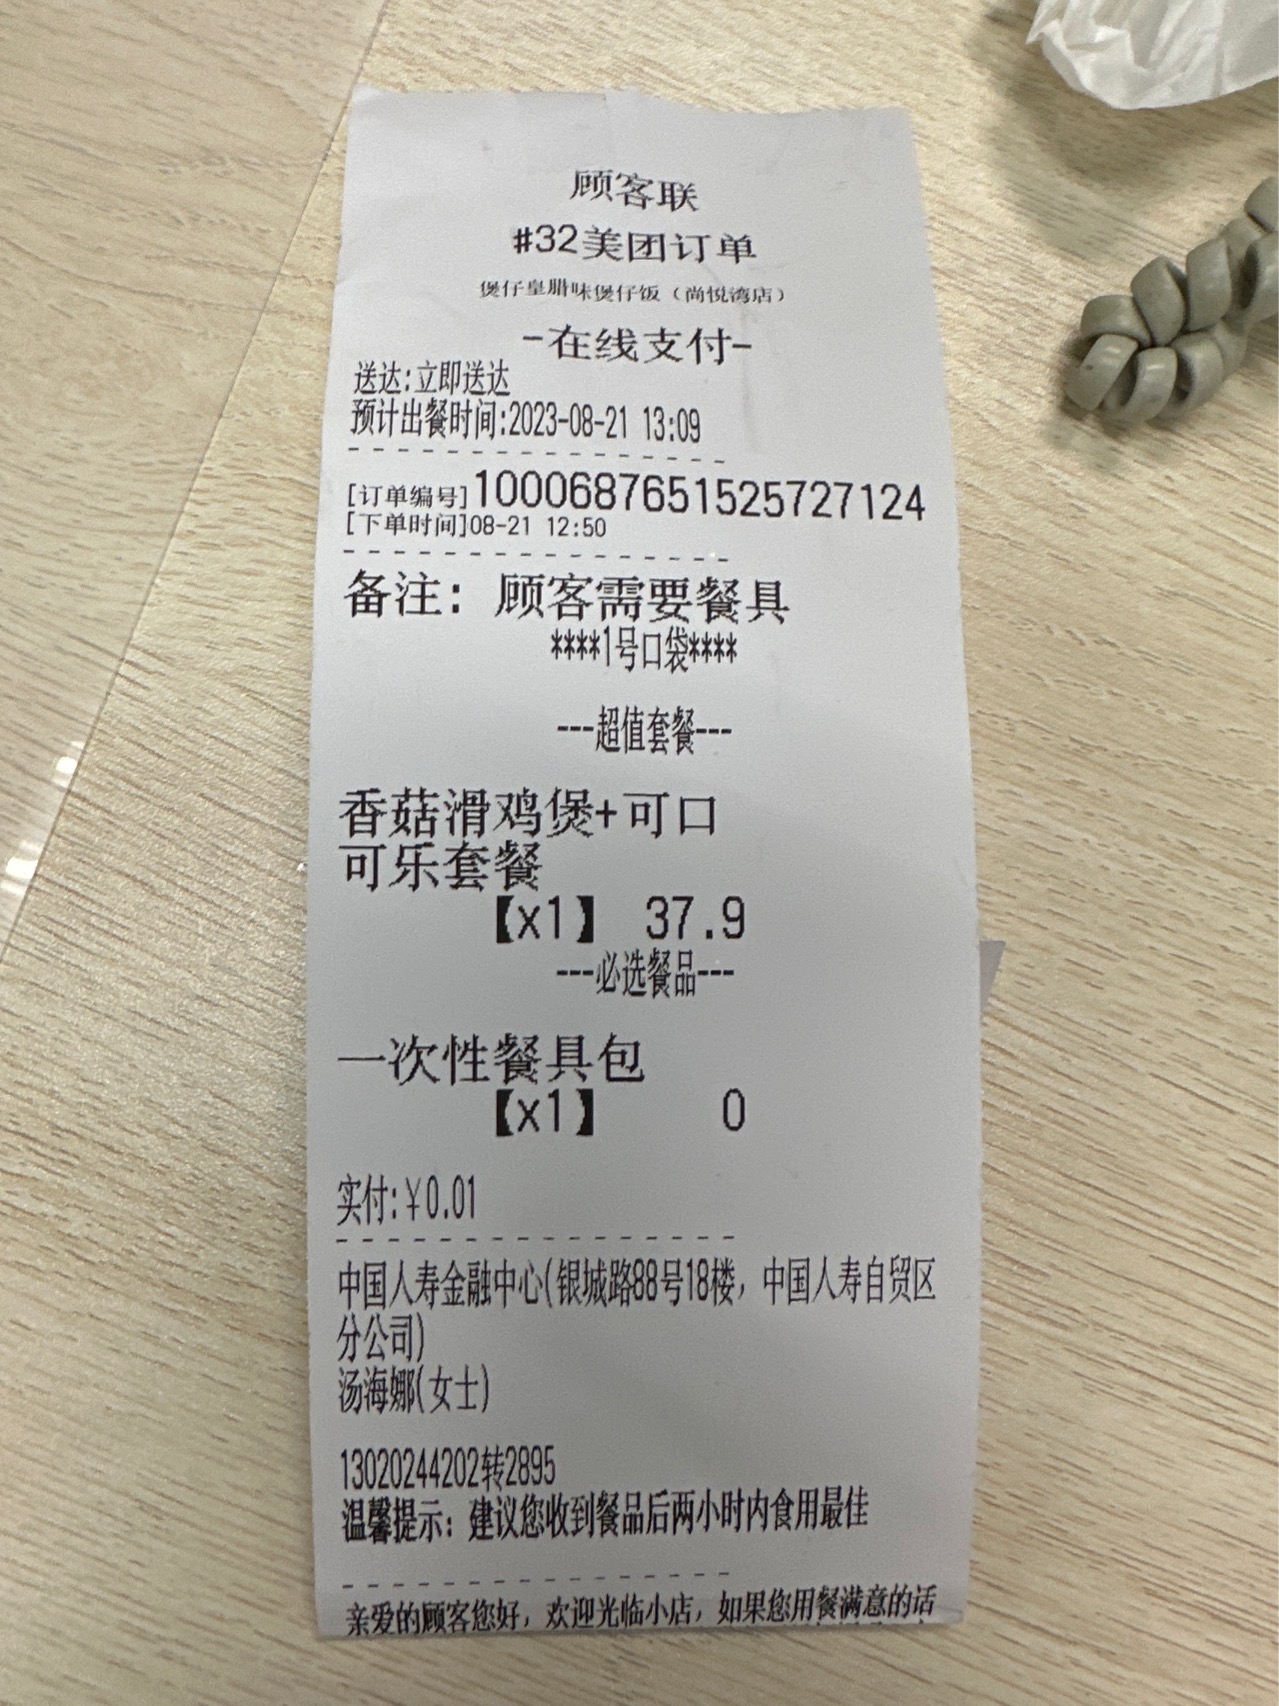 顾客联
#32美团订单
煲仔皇腊味煲仔饭（尚悦湾店）
-在线支付-
送达:立即送达
预计出餐时间:2023-08-21 13:09
[订单编号]1000687651525727124
[下单时间]08-21 12:50
备注: 顾客需要餐具
****1号口袋****
---超值套餐---
香菇滑鸡煲+可口
可乐套餐
【x1】 37.9
---必选餐品---
一次性餐具包
【x1】 0
实付:¥0.01
中国人寿金融中心(银城路88号18楼, 中国人寿自贸区
分公司)
汤海娜(女士)
13020244202转2895
温馨提示: 建议您收到餐品后两小时内食用最佳
亲爱的顾客您好, 欢迎光临小店, 如果您用餐满意的话